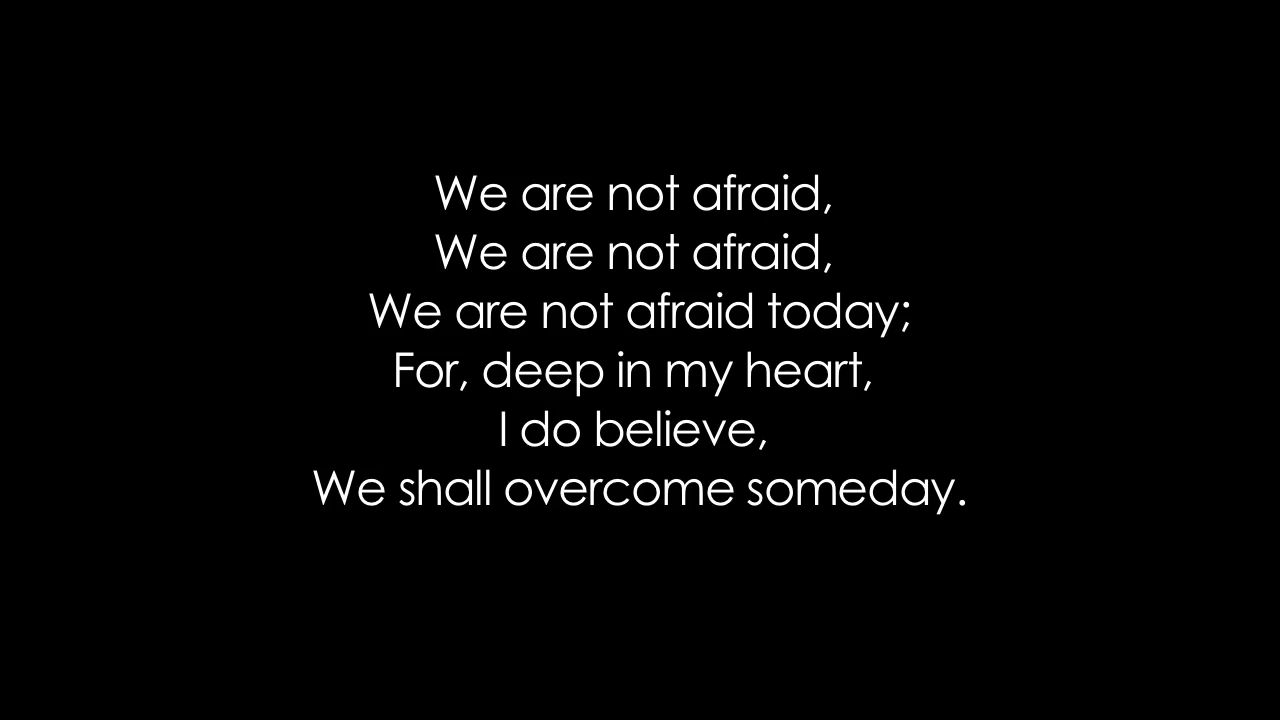 We are not afraid,
We are not afraid,
We are not afraid today;
For, deep in my heart,
I do believe,
We shall overcome someday.